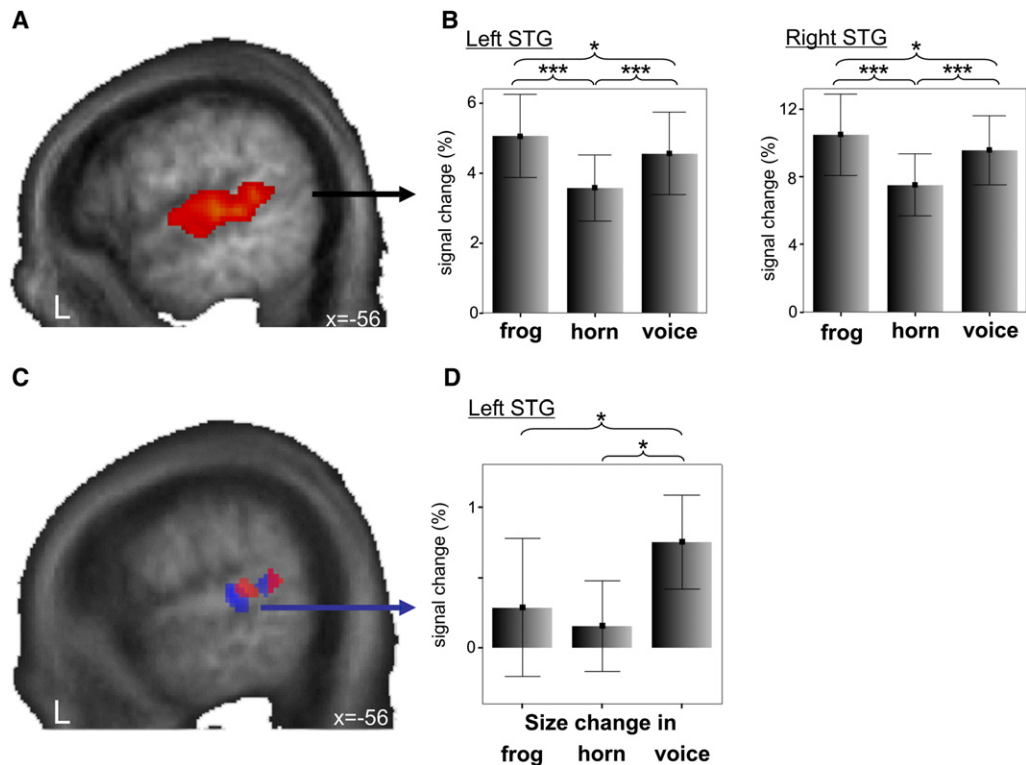 A
L
x=-56
B
Left STG
*
*** ***
signal change (%)
6
4
2
0
frog horn voice
Right STG
*
*** ***
signal change (%)
12
8
4
0
frog horn voice
C
L
x=-56
D
Left STG
*
*
signal change (%)
1
0
Size change in
frog horn voice